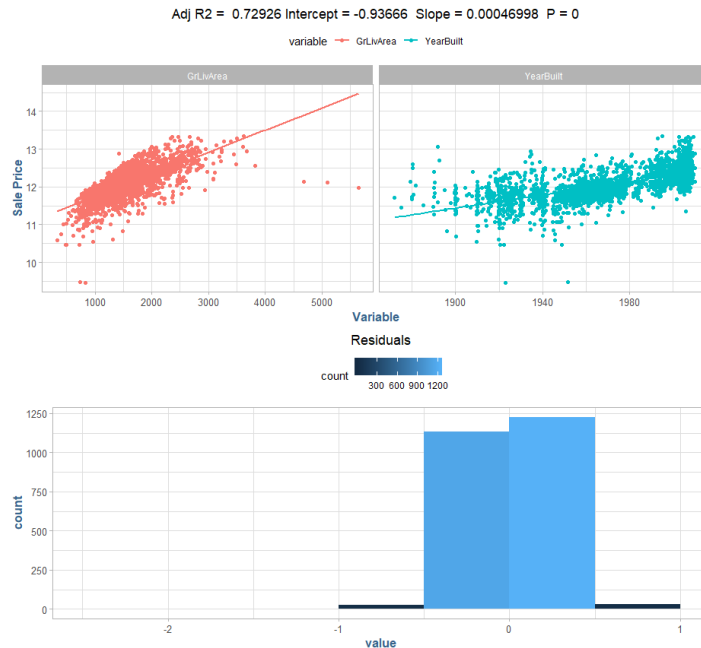 Adj R2 =  0.72926 Intercept = -0.93666  Slope = 0.00046998  P = 0
variable GrLivArea YearBuilt
GrLivArea YearBuilt
14
13
12
11
10
Sale Price
1000 2000 3000 4000 5000 1900 1940 1980
Variable
Residuals
count
300 600 900 1200
1250
1000
750
500
250
0
count
-2 -1 0 1
value